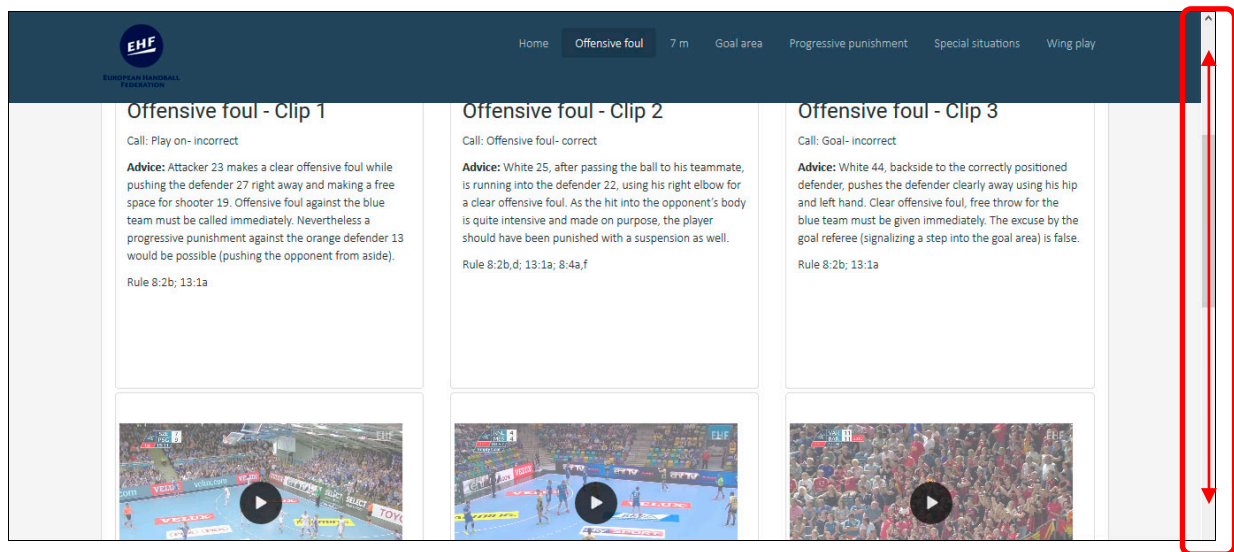 EHF
EUROPEAN HANDBALL
FEDERATION
Home Offensive foul 7 m Goal area Progressive punishment Special situations Wing play
Offensive foul - Clip 1
Call: Play on- incorrect
Advice: Attacker 23 makes a clear offensive foul while
pushing the defender 27 right away and making a free
space for shooter 19. Offensive foul against the blue
team must be called immediately. Nevertheless a
progressive punishment against the orange defender 13
would be possible (pushing the opponent from aside).
Rule 8:2b; 13:1a
Offensive foul - Clip 2
Call: Offensive foul- correct
Advice: White 25, after passing the ball to his teammate,
is running into the defender 22, using his right elbow for
a clear offensive foul. As the hit into the opponent's body
is quite intensive and made on purpose, the player
should have been punished with a suspension as well.
Rule 8:2b,d; 13:1a; 8:4a,f
Offensive foul - Clip 3
Call: Goal- incorrect
Advice: White 44, backside to the correctly positioned
defender, pushes the defender clearly away using his hip
and left hand. Clear offensive foul, free throw for the
blue team must be given immediately. The excuse by the
goal referee (signalizing a step into the goal area) is false.
Rule 8:2b; 13:1a
EHF
velux.com
VELUX
SELECT
VELUX
EHF
VELUX
EHF